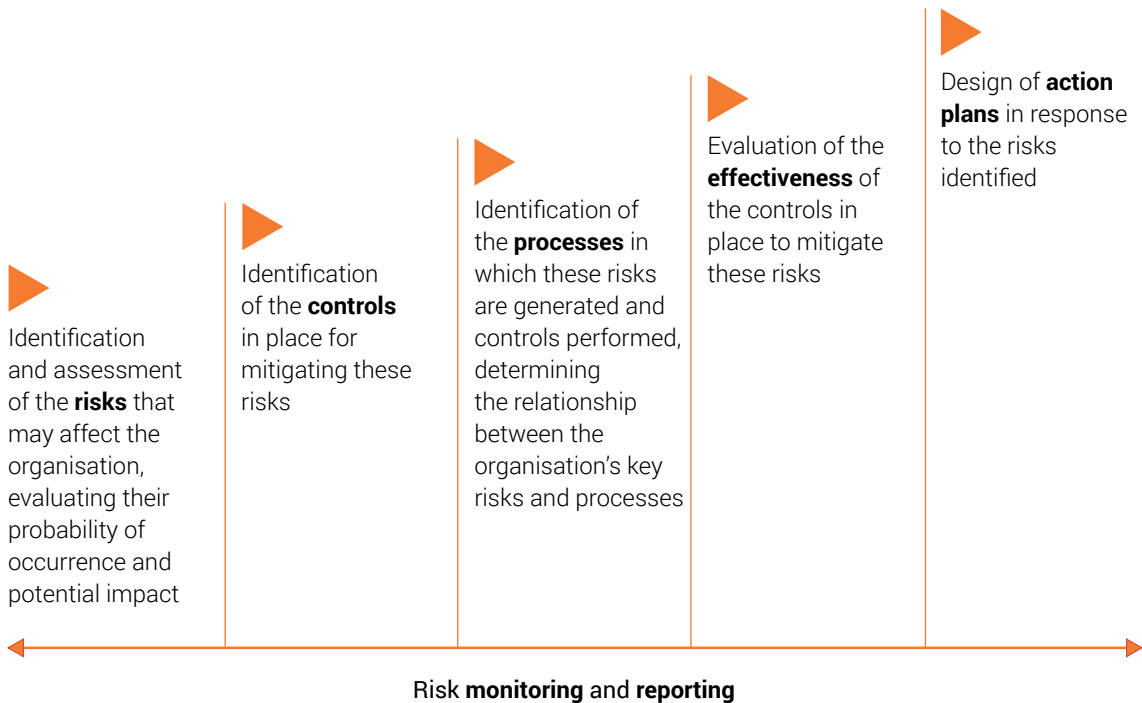 Identification
and assessment
of the risks that
may affect the
organisation,
evaluating their
probability of
occurrence and
potential impact
Identification
of the controls
in place for
mitigating these
risks
Identification of
the processes in
which these risks
are generated and
controls performed,
determining
the relationship
between the
organisation’s key
risks and processes
Evaluation of the
effectiveness of
the controls in
place to mitigate
these risks
Design of action
plans in response
to the risks
identified
Risk monitoring and reporting